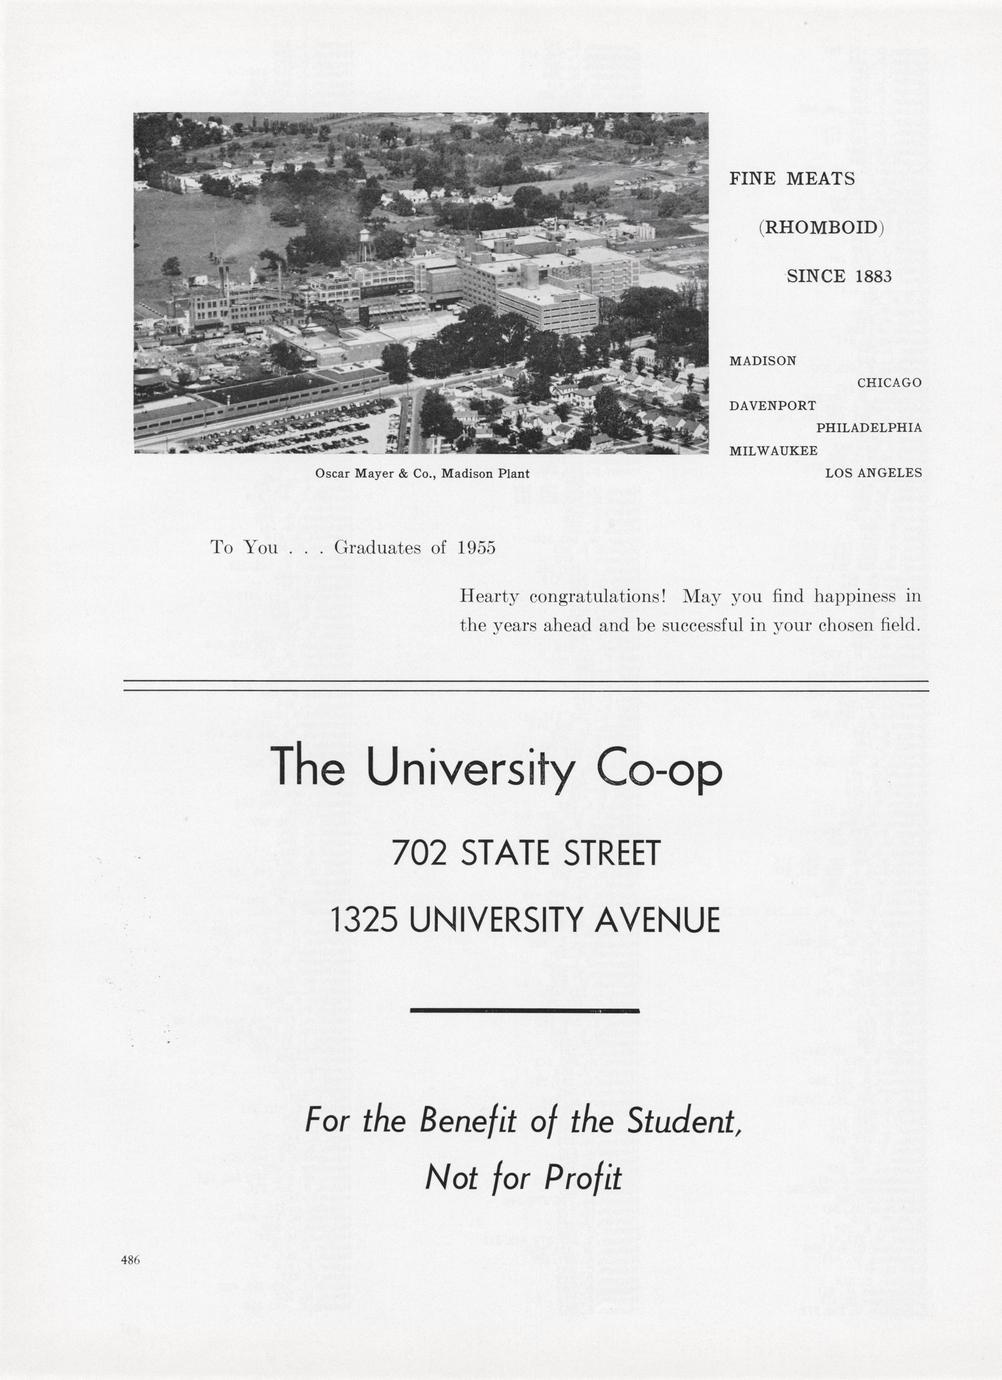 FINE MEATS
(RHOMBOID)
SINCE 1883
MADISON
CHICAGO
DAVENPORT
PHILADELPHIA
MILWAUKEE
LOS ANGELES
Oscar Mayer & Co., Madison Plant
To You . . . Graduates of 1955
Hearty congratulations! May you find happiness in
the years ahead and be successful in your chosen field.
The University Co-op
702 STATE STREET
1325 UNIVERSITY AVENUE
For the Benefit of the Student,
Not for Profit
486